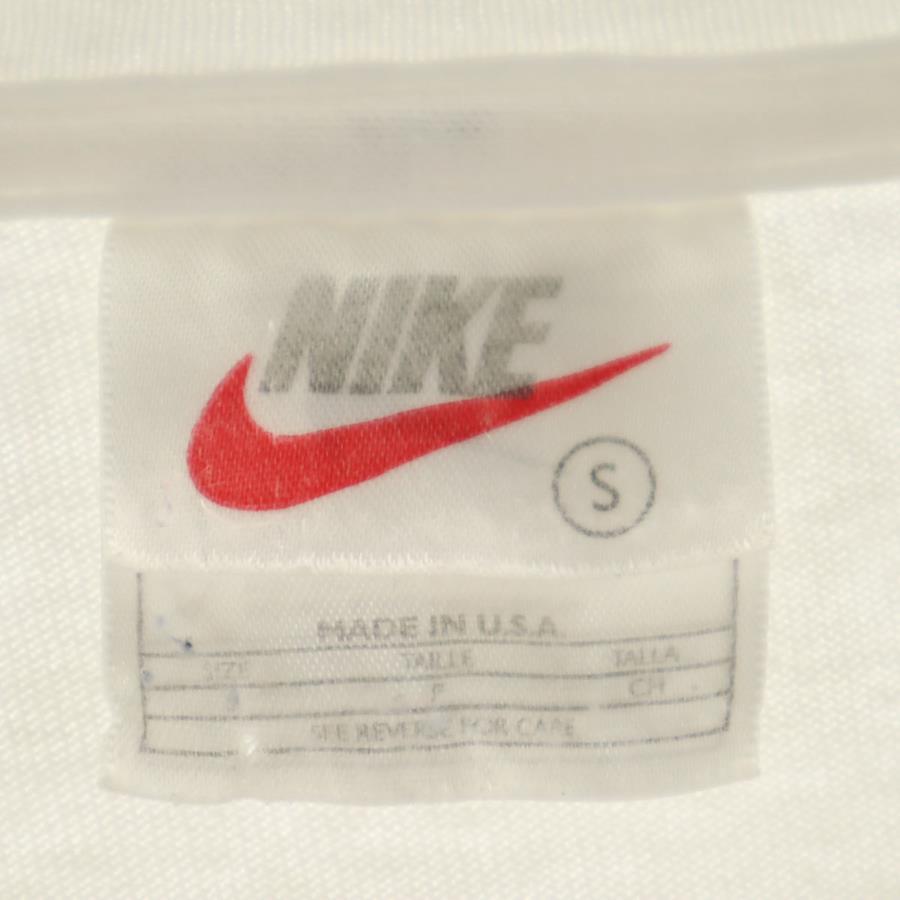 NIKE
S
MADE IN U.S.A.
SIZE TAILLE TALLA
P CH
SEE REVERSE FOR CARE